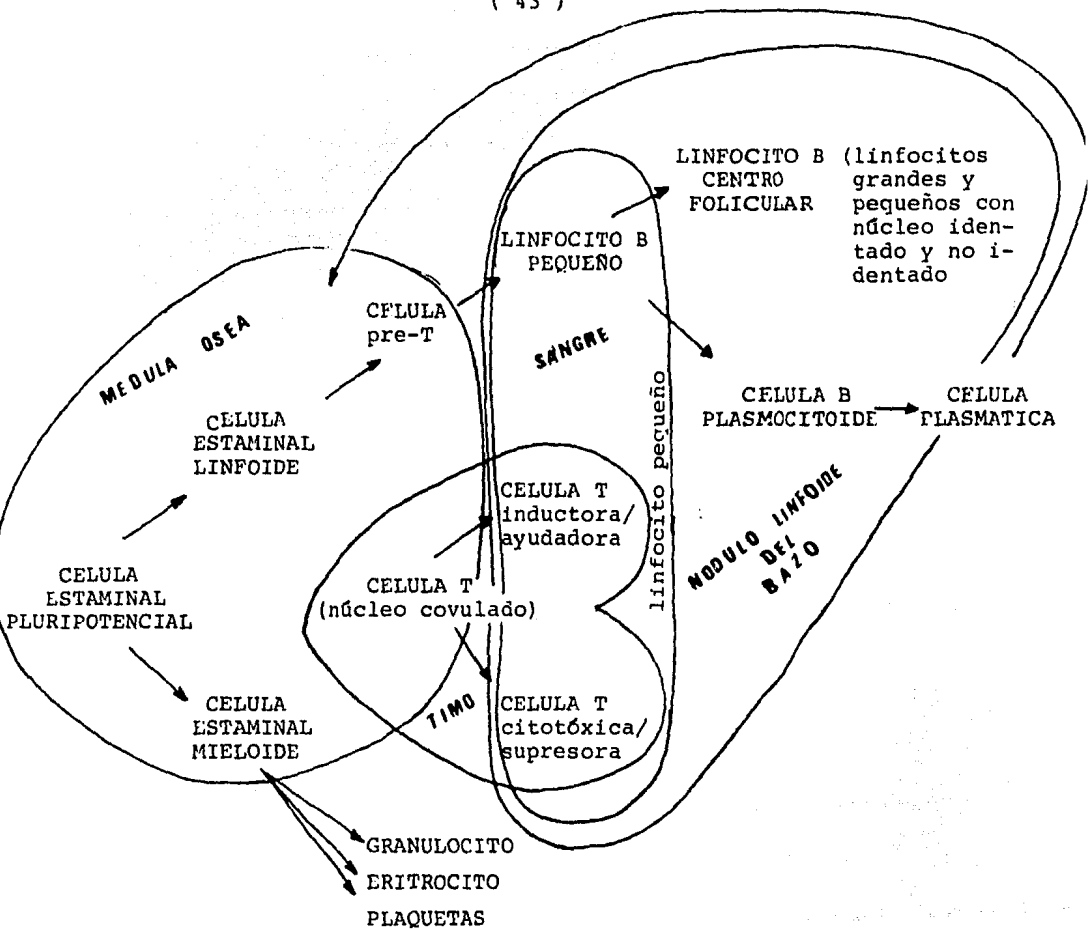 ( 43 )
LINFOCITO B (linfocitos
CENTRO grandes y
FOLICULAR pequeños con
núcleo iden-
tado y no i-
dentado
LINFOCITO B
PEQUEÑO
CELULA
pre-T
MEDULA OSEA
SANGRE
CELULA
ESTAMINAL
LINFOIDE
linfocito pequeño
CELULA B
PLASMOCITOIDE
CELULA
PLASMATICA
CELULA T
inductora/
ayudadora
NODULO LINFOIDE
DEL
BAZO
CELULA
ESTAMINAL
PLURIPOTENCIAL
CELULA T
(núcleo covulado)
TIMO
CELULA T
citotóxica/
supresora
CELULA
ESTAMINAL
MIELOIDE
GRANULOCITO
ERITROCITO
PLAQUETAS